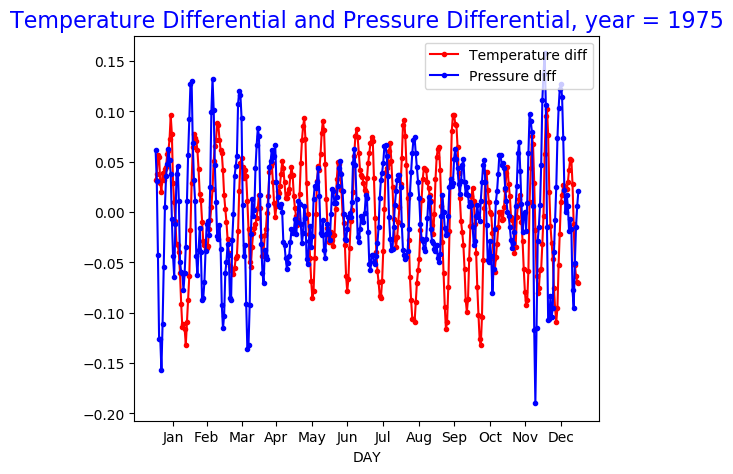 Temperature Differential and Pressure Differential, year = 1975
Temperature diff
Pressure diff
0.15
0.10
0.05
0.00
−0.05
−0.10
−0.15
−0.20
Jan Feb Mar Apr May Jun Jul Aug Sep Oct Nov Dec
DAY